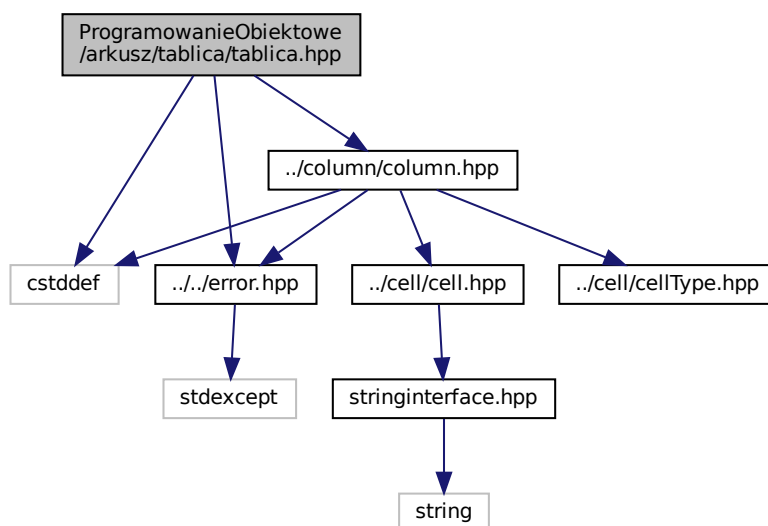 ProgramowanieObiektowe
/arkusz/tablica/tablica.hpp
../column/column.hpp
cstddef
../../error.hpp
../cell/cell.hpp
../cell/cellType.hpp
stdexcept
stringinterface.hpp
string